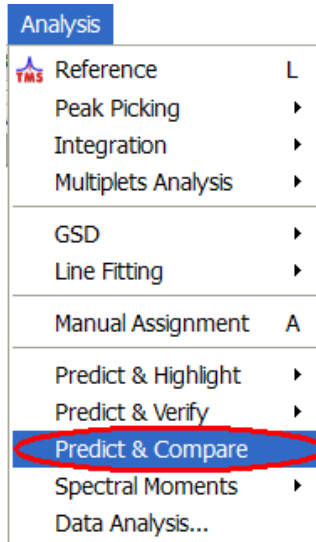 Analysis
TMS Reference L
Peak Picking
Integration
Multiplets Analysis
GSD
Line Fitting
Manual Assignment A
Predict & Highlight
Predict & Verify
Predict & Compare
Spectral Moments
Data Analysis...